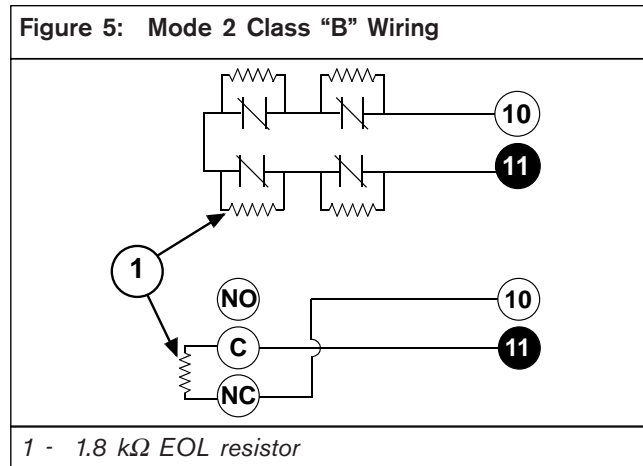 Figure 5: Mode 2 Class “B” Wiring
10
11
1
NO
10
C
11
NC
1 - 1.8 kΩ EOL resistor